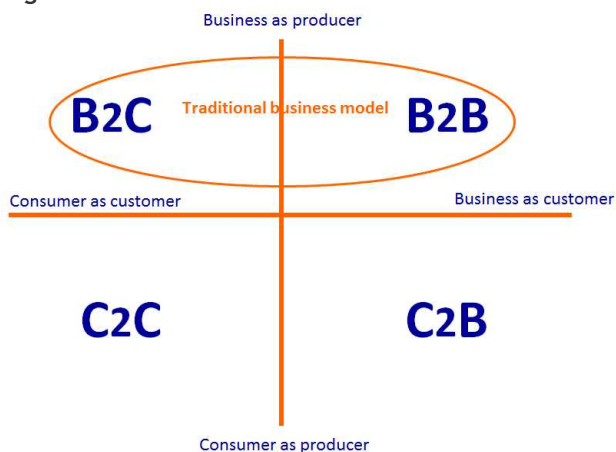 Business as producer
B2C
Traditional business model
B2B
Consumer as customer
Business as customer
C2C
C2B
Consumer as producer